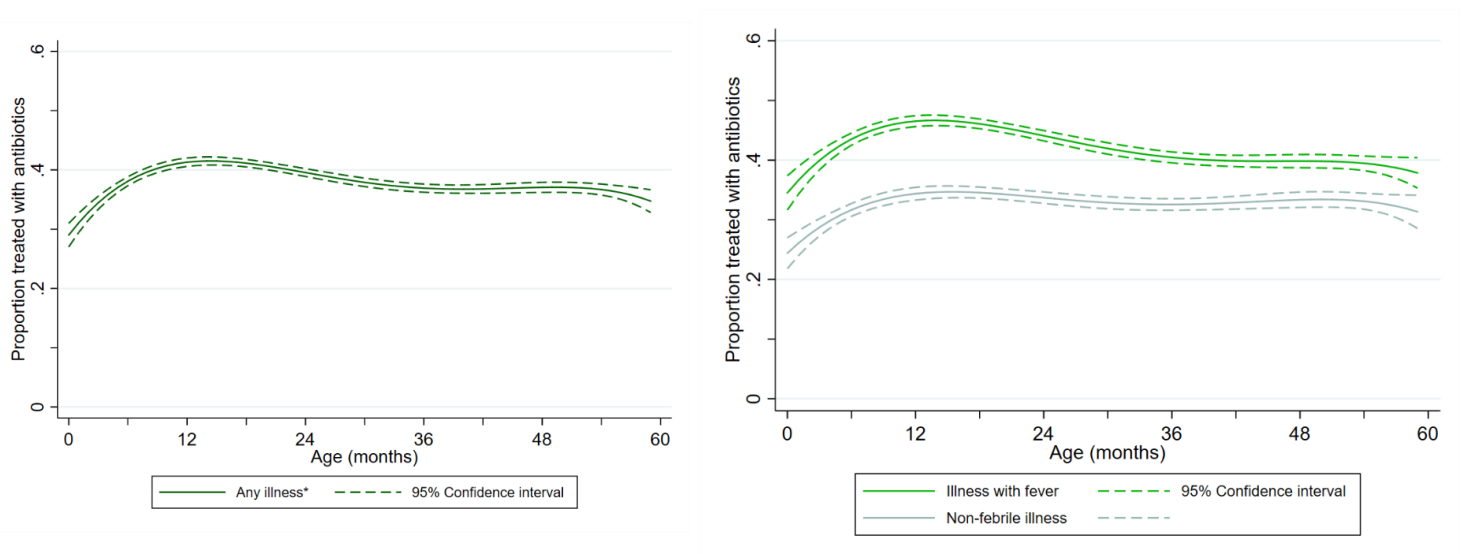 Proportion treated with antibiotics
.6
.4
.2
0
0 12 24 36 48 60
Age (months)
Any illness* 95% Confidence interval
Proportion treated with antibiotics
.6
.4
.2
0
0 12 24 36 48 60
Age (months)
Illness with fever 95% Confidence interval
Non-febrile illness